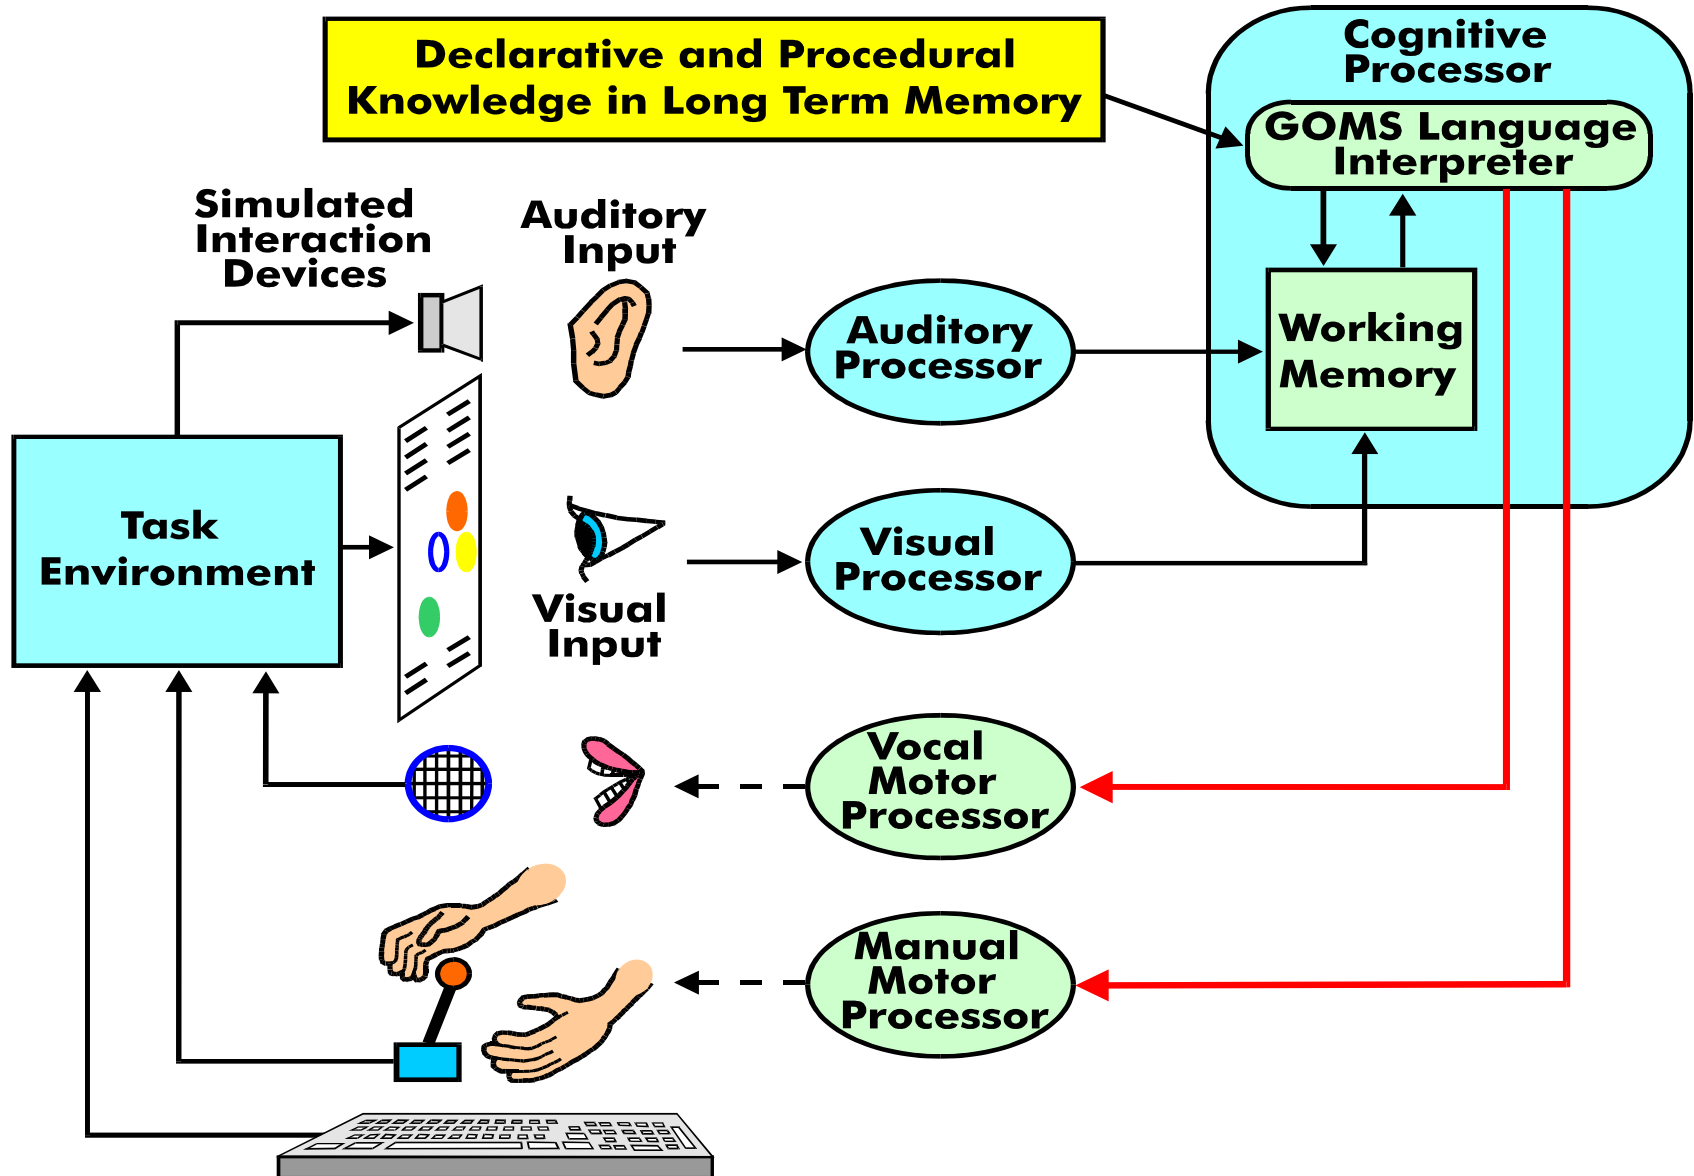 Declarative and Procedural
Knowledge in Long Term Memory
Cognitive
Processor
GOMS Language
Interpreter
Simulated
Interaction
Devices
Auditory
Input
Auditory
Processor
Working
Memory
Task
Environment
Visual
Input
Visual
Processor
Vocal
Motor
Processor
Manual
Motor
Processor